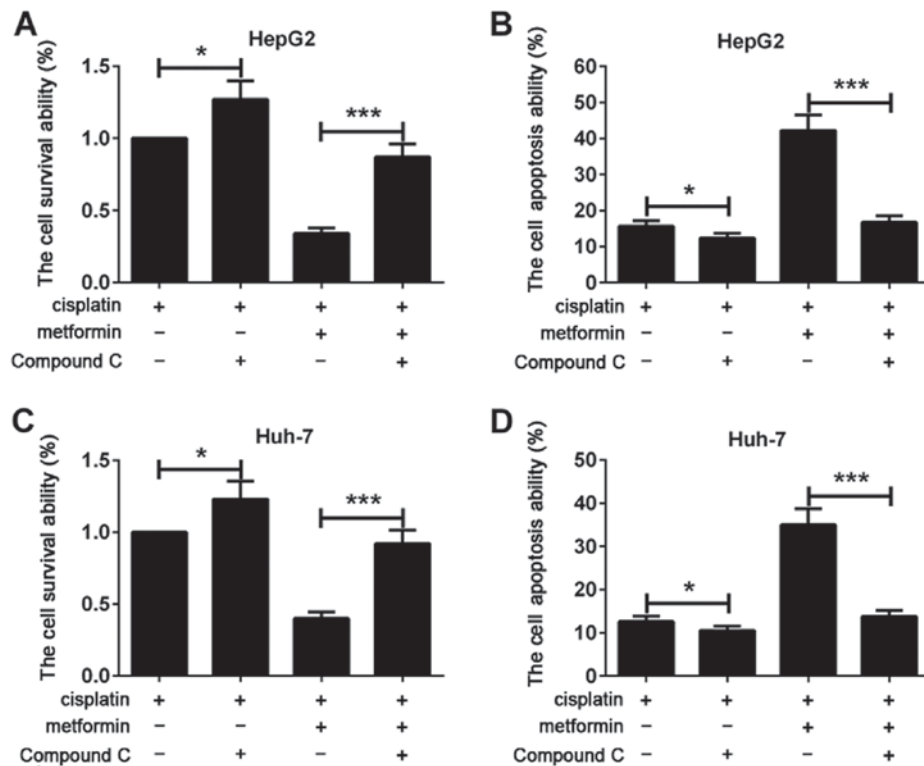 A
HepG2
The cell survival ability (%)
1.5
1.0
0.5
0.0
*
***
cisplatin + + + +
metformin – – + +
Compound C – + – +
B
HepG2
The cell apoptosis ability (%)
60
50
40
30
20
10
0
*
***
cisplatin + + + +
metformin – – + +
Compound C – + – +
C
Huh-7
The cell survival ability (%)
1.5
1.0
0.5
0.0
*
***
cisplatin + + + +
metformin – – + +
Compound C – + – +
D
Huh-7
The cell apoptosis ability (%)
50
40
30
20
10
0
*
***
cisplatin + + + +
metformin – – + +
Compound C – + – +